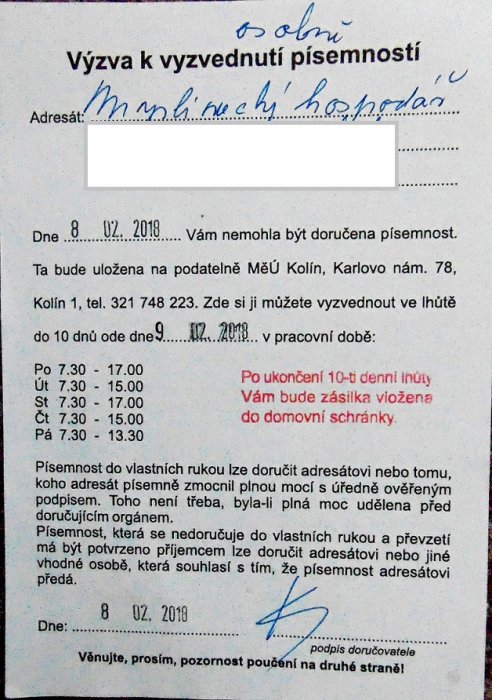 osobně
Výzva k vyzvednutí písemností
Adresát: hospodář
Dne 8 02. 2018 Vám nemohla být doručena písemnost.
Ta bude uložena na podatelně MěÚ Kolín, Karlovo nám. 78,
Kolín 1, tel. 321 748 223. Zde si ji můžete vyzvednout ve lhůtě
do 10 dnů ode dne 9 02. 2018 v pracovní době:
Po 7.30 - 17.00
Út 7.30 - 15.00
St 7.30 - 17.00
Čt 7.30 - 15.00
Pá 7.30 - 13.30
Po ukončení 10-ti denní lhůty
Vám bude zásilka vložena
do domovní schránky.
Písemnost do vlastních rukou lze doručit adresátovi nebo tomu,
koho adresát písemně zmocnil plnou mocí s úředně ověřeným
podpisem. Toho není třeba, byla-li plná moc udělena před
doručujícím orgánem.
Písemnost, která se nedoručuje do vlastních rukou a převzetí
má být potvrzeno příjemcem lze doručit adresátovi nebo jiné
vhodné osobě, která souhlasí s tím, že písemnost adresátovi
předá.
Dne: 8 02. 2018
podpis doručovatele
Věnujte, prosím, pozornost poučení na druhé straně!